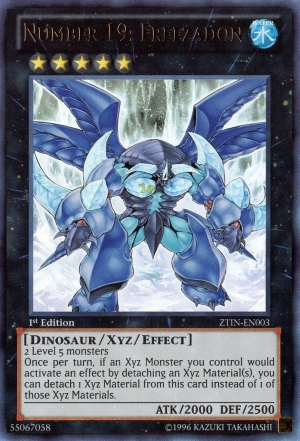 NUMBER 19: FREEZADON
WATER
水
19
1st Edition
ZTIN-EN003
[DINOSAUR/XYZ/EFFECT]
2 Level 5 monsters
Once per turn, if an Xyz Monster you control
would activate an effect by detaching an Xyz Material(s), you
can detach 1 Xyz Material from this card instead of 1 of
those Xyz Materials.
ATK/2000 DEF/2500
55067058
©1996 KAZUKI TAKAHASHI